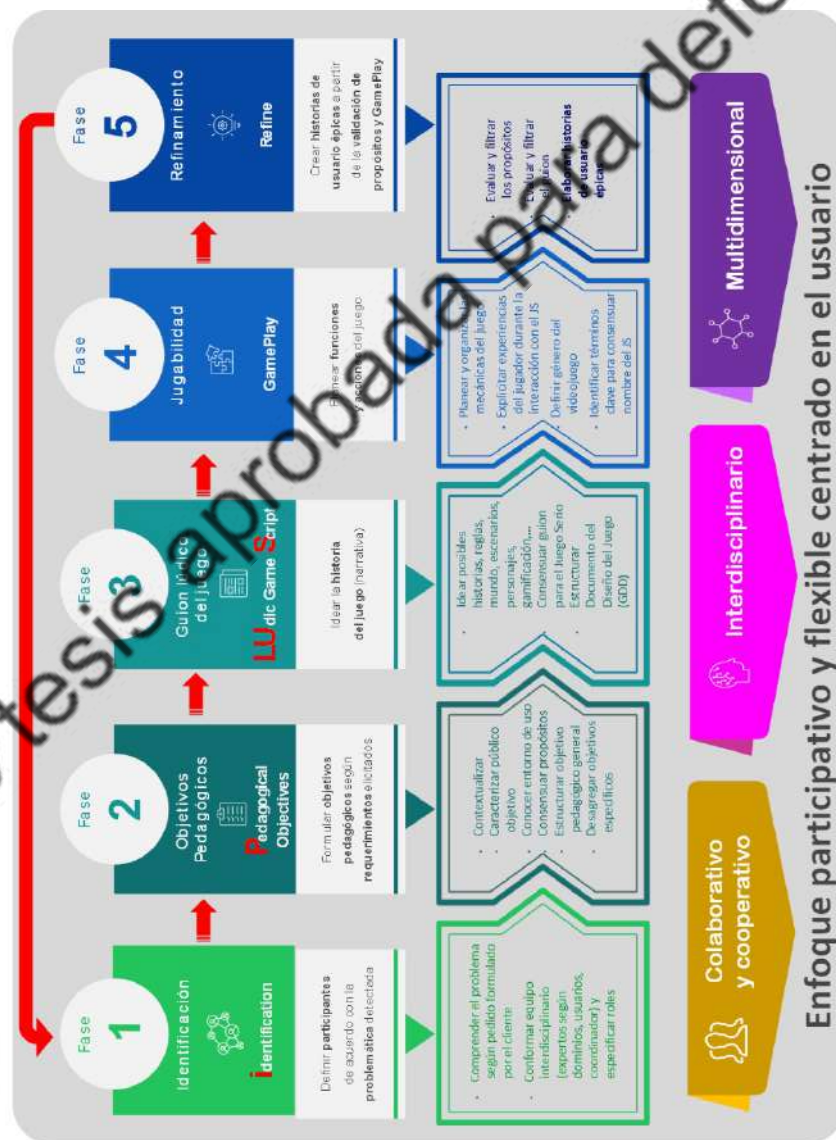 Fase
1
Identificación
identification
Definir participantes
de acuerdo con la
problemática detectada
• Comprender el problema
según pedido formulado
por el cliente
• Conformar equipo
interdisciplinario
(expertos según
dominios, usuarios,
coordinador) y
especificar roles
Fase
2
Objetivos
Pedagógicos
Pedagogical
Objectives
Formular objetivos
pedagógicos según
requerimientos elicitados
• Contextualizar
• Caracterizar público
objetivo
• Conocer entorno de uso
• Consensuar propósitos
• Estructurar objetivo
pedagógico general
• Desagregar objetivos
específicos
Fase
3
Guion lúdico
del juego
LUdic Game Script
Idear la historia
del juego (narrativa)
• Idear posibles
historias, reglas,
mundo, escenarios,
personajes,
gamificación,...
• Consensuar guion
para el Juego Serio
• Estructurar
Documento del
Diseño del Juego
(GDD)
Fase
4
Jugabilidad
GamePlay
Planear funciones
y acciones del juego
• Planear y organizar las
mecánicas del juego
• Explicitar experiencias
del jugador durante la
interacción con el JS
• Definir género del
videojuego
• Identificar términos
clave para consensuar
nombre del JS
Fase
5
Refinamiento
Refine
Crear historias de
usuario épicas a partir
de la validación de
propósitos y GamePlay
• Evaluar y filtrar
los propósitos
• Evaluar y filtrar
el guion
• Elaborar historias
de usuario
épicas
Colaborativo
y cooperativo
Interdisciplinario
Multidimensional
Enfoque participativo y flexible centrado en el usuario
tesis aprobada para